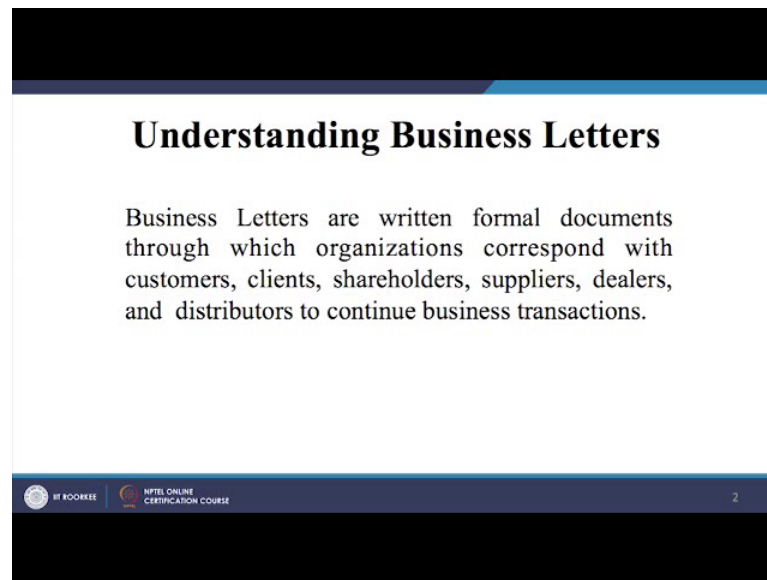 Understanding Business Letters
Business Letters are written formal documents
through which organizations correspond with
customers, clients, shareholders, suppliers, dealers,
and distributors to continue business transactions.
IIT ROORKEE
NPTEL ONLINE
CERTIFICATION COURSE
2